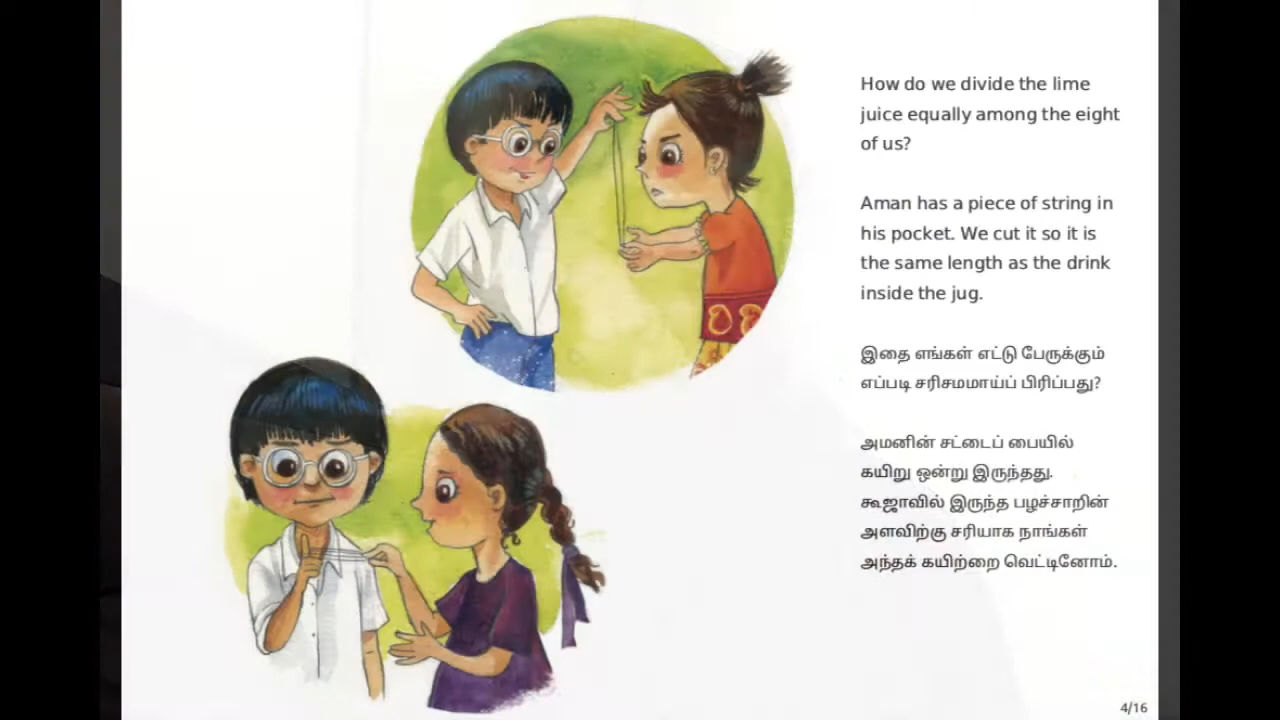 How do we divide the lime
juice equally among the eight
of us?
Aman has a piece of string in
his pocket. We cut it so it is
the same length as the drink
inside the jug.
இதை எங்கள் எட்டு பேருக்கும்
எப்படி சரிசமமாய்ப் பிரிப்பது?
அமனின் சட்டைப் பையில்
கயிறு ஒன்று இருந்தது.
கூஜாவில் இருந்த பழச்சாறின்
அளவிற்கு சரியாக நாங்கள்
அந்தக் கயிற்றை வெட்டினோம்.
4/16